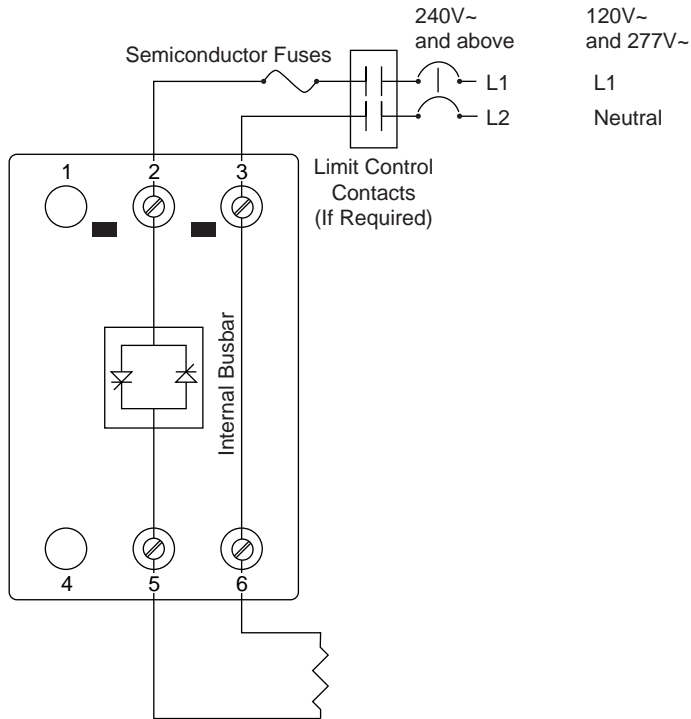 240V~
and above
120V~
and 277V~
Semiconductor Fuses
L1
L1
L2
Neutral
Limit Control
Contacts
(If Required)
1
2
3
Internal Busbar
4
5
6